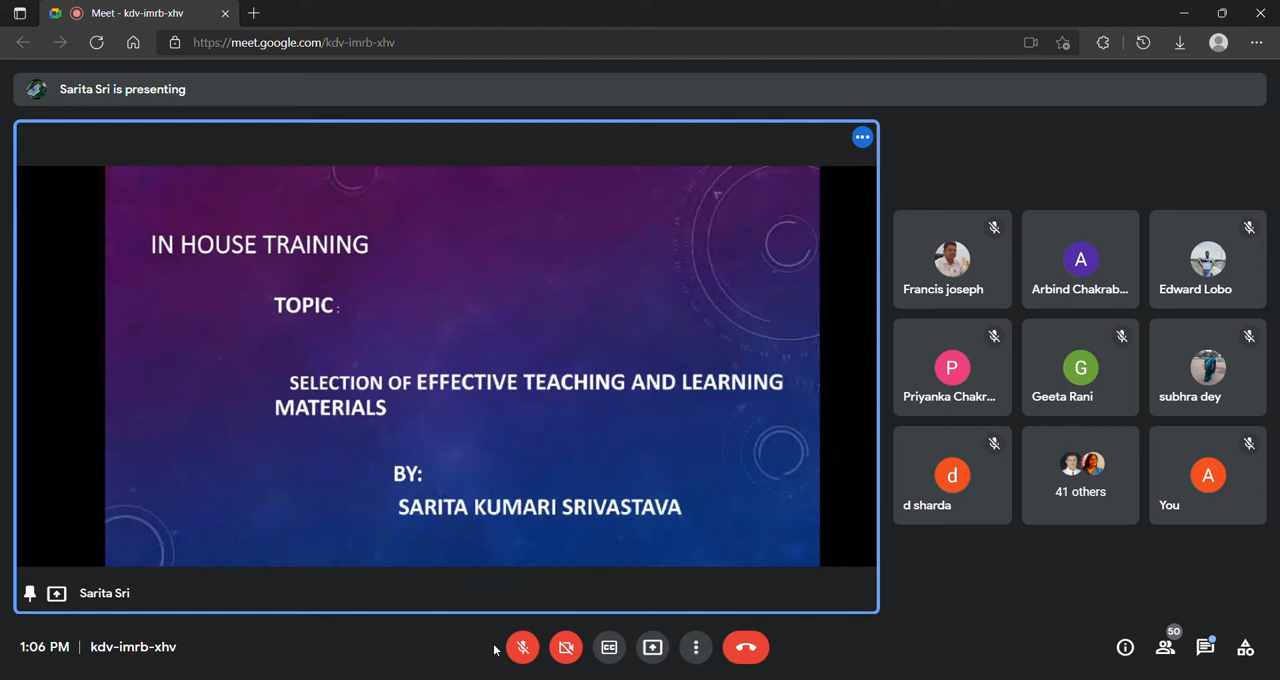 Meet - kdv-imrb-xhv
https://meet.google.com/kdv-imrb-xhv
Sarita Sri is presenting
IN HOUSE TRAINING
TOPIC :
SELECTION OF EFFECTIVE TEACHING AND LEARNING
MATERIALS
BY:
SARITA KUMARI SRIVASTAVA
Sarita Sri
Francis joseph
A
Arbind Chakrab...
Edward Lobo
P
Priyanka Chakr...
G
Geeta Rani
subhra dey
d
d sharda
41 others
A
You
1:06 PM | kdv-imrb-xhv
CC
50